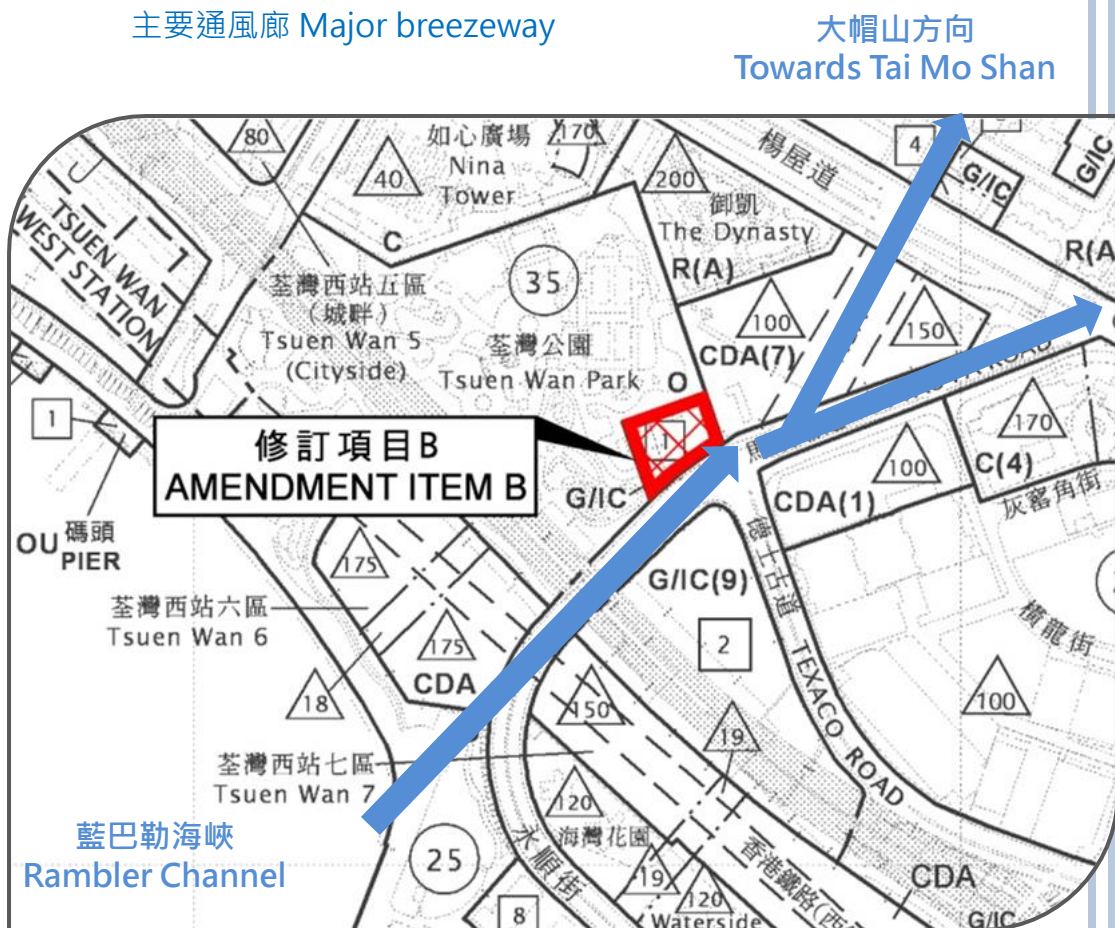 主要通風廊 Major breezeway
大帽山方向
Towards Tai Mo Shan
80
如心廣場
Nina
Tower
170
40
200
楊屋道
4
G/IC
G/IC
TSUEN WAN
WEST STATION
C
御凱
The Dynasty
R(A)
R(A
荃灣西站五區
(城畔)
Tsuen Wan 5
(Cityside)
35
荃灣公園
Tsuen Wan Park
O
100
150
CDA(7)
ROAD
1
修訂項目B
AMENDMENT ITEM B
1
G/IC
170
C(4)
100
CDA(1)
灰窰角街
OU
碼頭
PIER
175
荃灣西站六區
Tsuen Wan 6
175
CDA
18
G/IC(9)
2
德士古道 TEXACO ROAD
橫龍街
100
150
19
荃灣西站七區
Tsuen Wan 7
120
海灣花園
藍巴勒海峽
Rambler Channel
25
永順街
8
19
120
Waterside
香港鐵路(西
CDA
G/IC